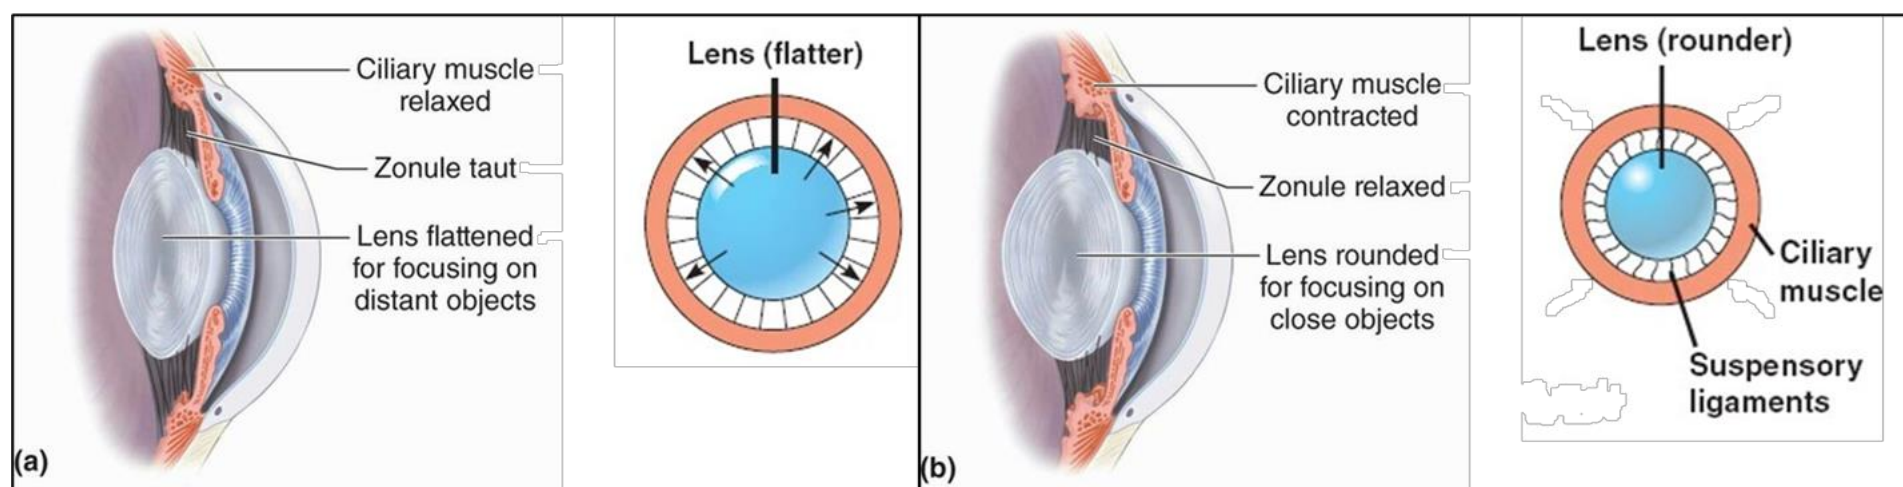 Ciliary muscle
relaxed
Zonule taut
Lens flattened
for focusing on
distant objects
(a)
Lens (flatter)
Ciliary muscle
contracted
Zonule relaxed
Lens rounded
for focusing on
close objects
(b)
Lens (rounder)
Ciliary
muscle
Suspensory
ligaments